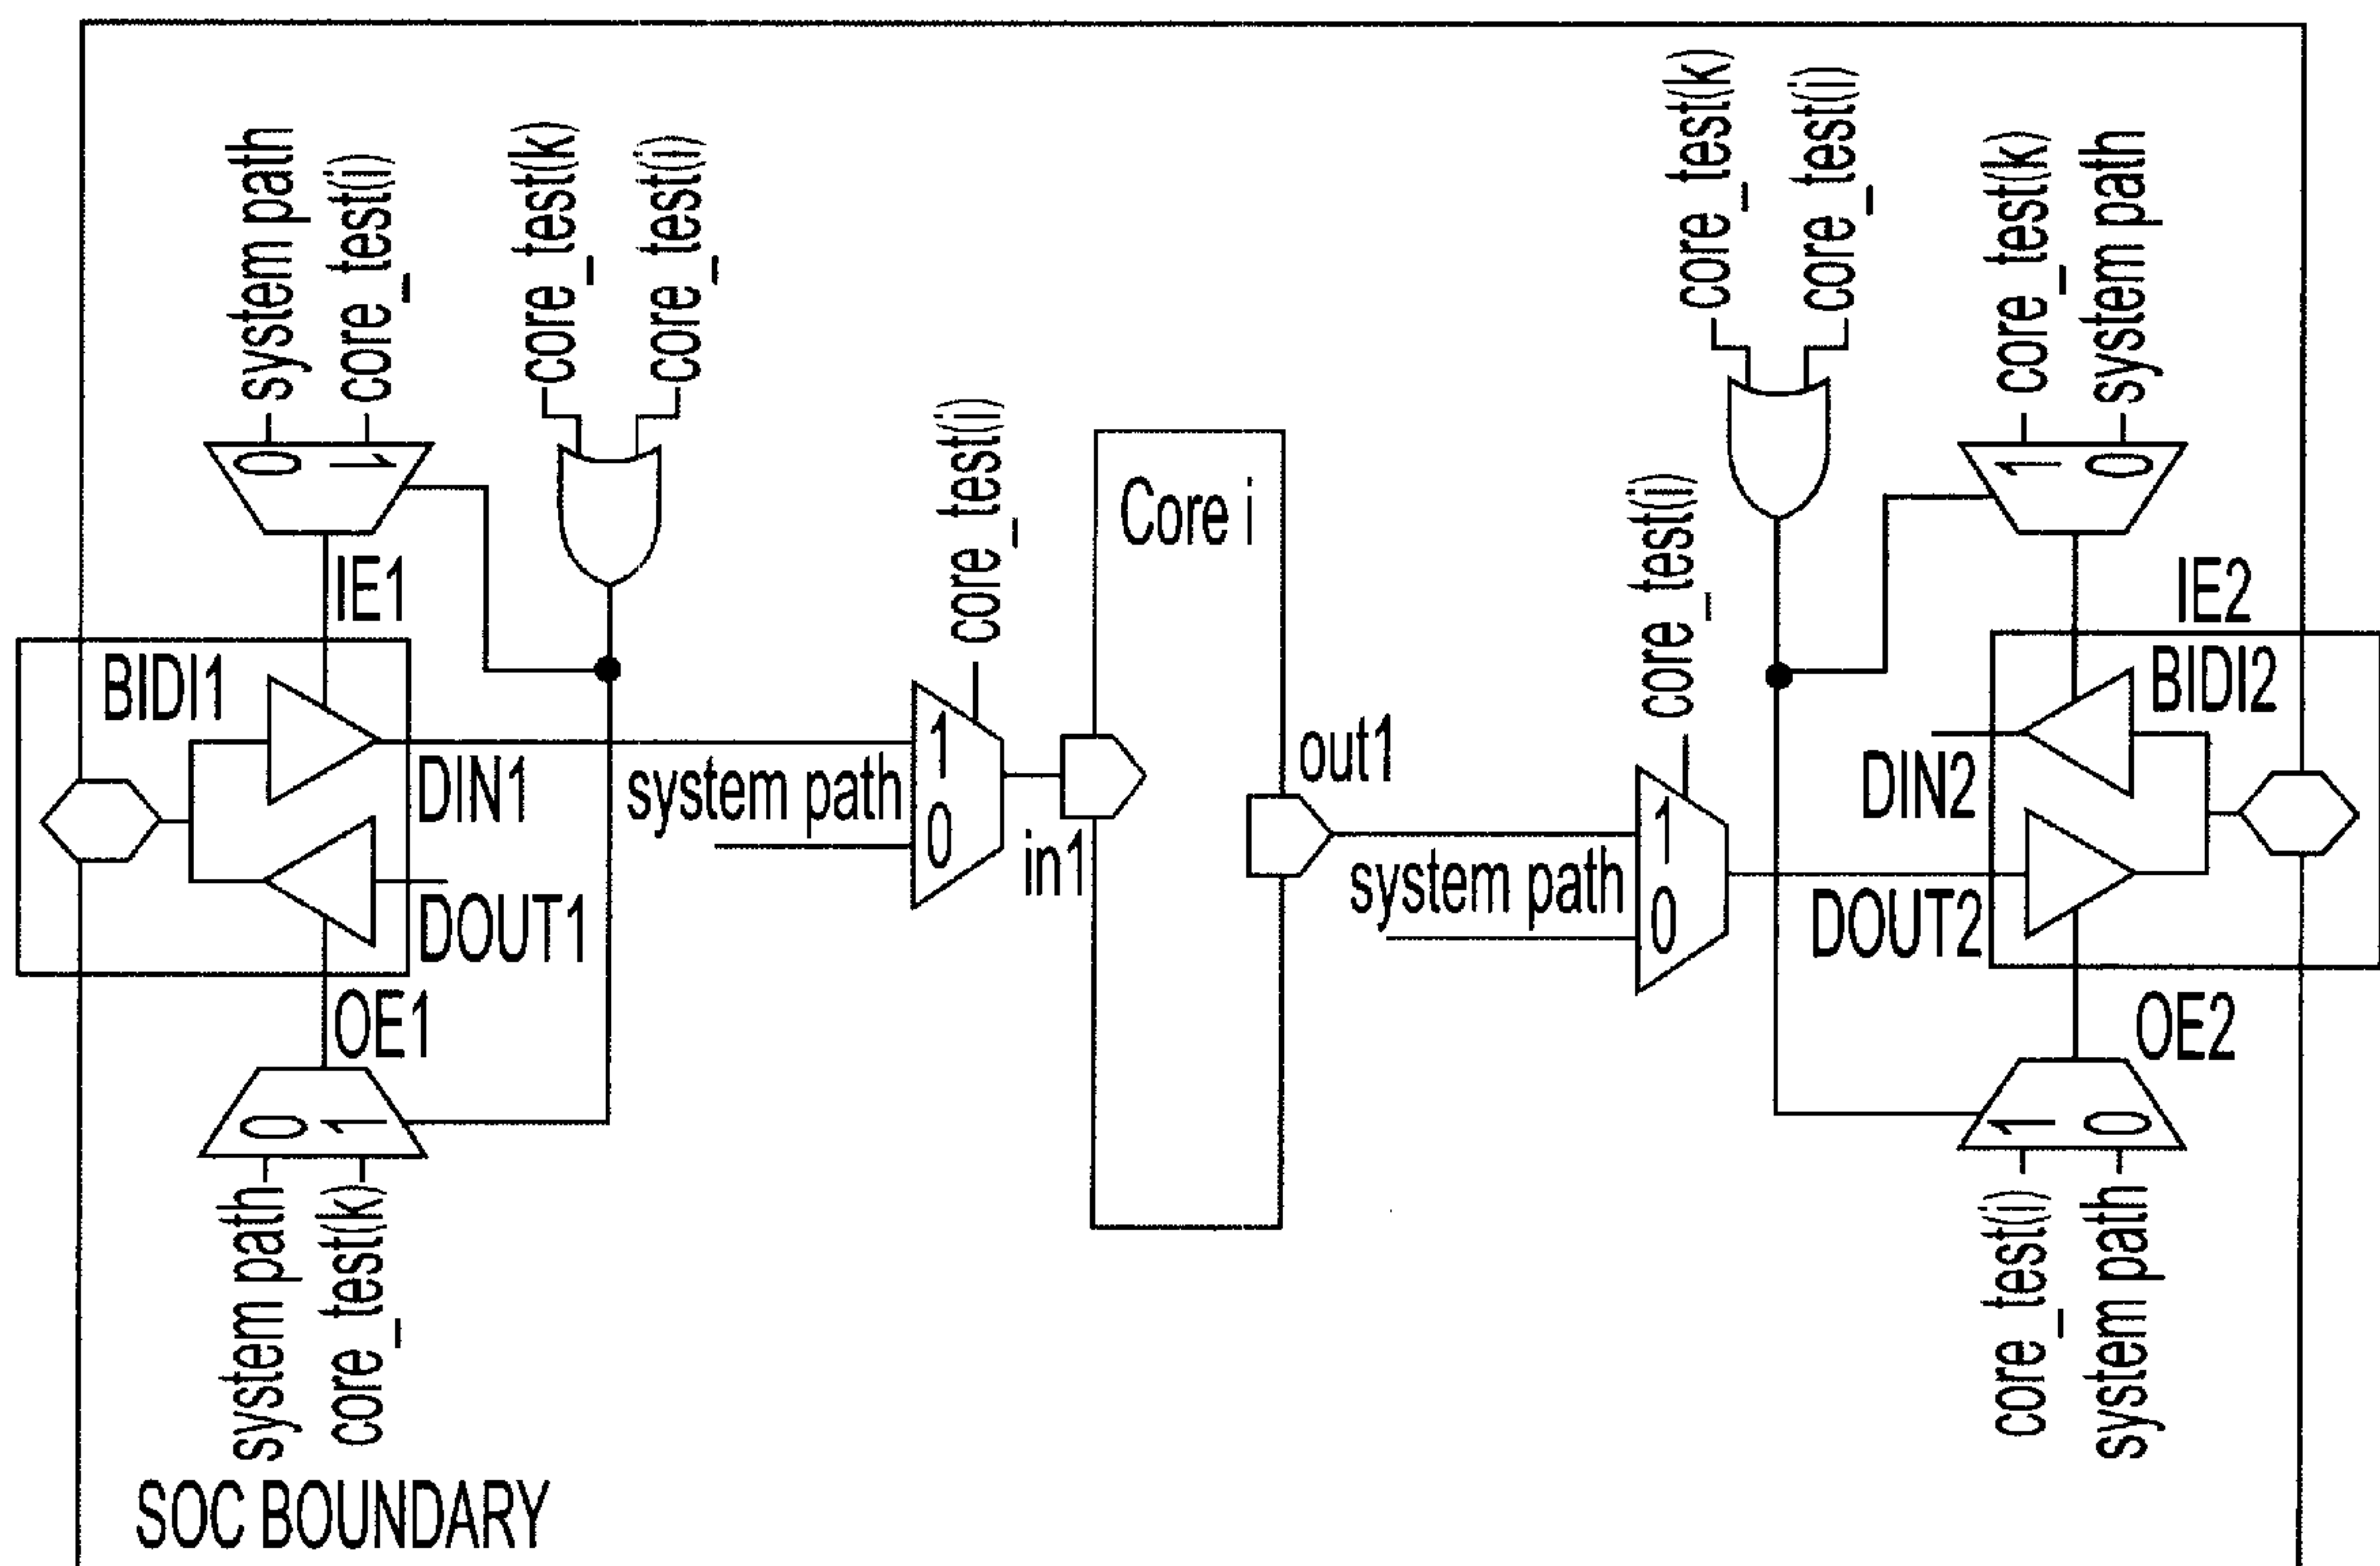 system path
core_test(i)
core_test(k)
core_test(i)
core_test(k)
core_test(i)
core_test(k)
system path
0
1
core_test(i)
Core i
core_test(i)
1
0
IE1
IE2
BIDI1
BIDI2
DIN1
system path
1
0
in1
out1
system path
1
0
DIN2
DOUT1
DOUT2
OE1
OE2
0
1
1
0
system path
core_test(k)
core_test(i)
system path
SOC BOUNDARY